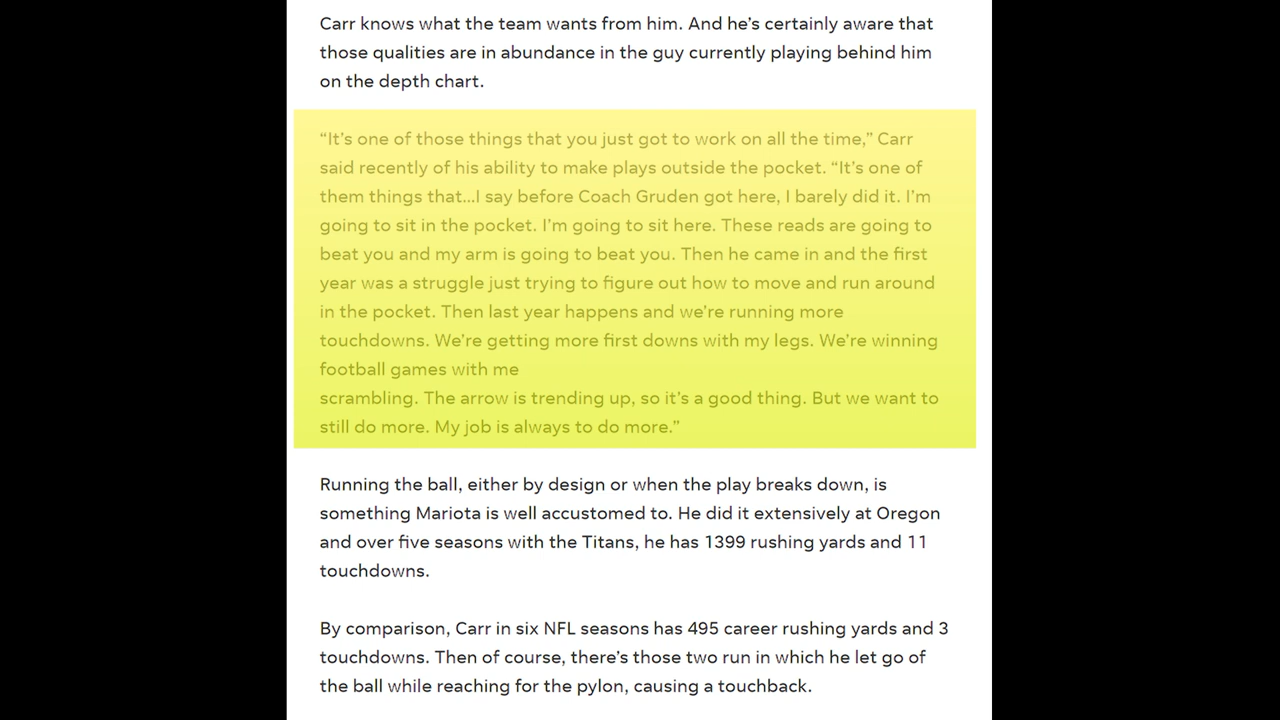 Carr knows what the team wants from him. And he’s certainly aware that
those qualities are in abundance in the guy currently playing behind him
on the depth chart.
“It’s one of those things that you just got to work on all the time,” Carr
said recently of his ability to make plays outside the pocket. “It’s one of
them things that...I say before Coach Gruden got here, I barely did it. I’m
going to sit in the pocket. I’m going to sit here. These reads are going to
beat you and my arm is going to beat you. Then he came in and the first
year was a struggle just trying to figure out how to move and run around
in the pocket. Then last year happens and we’re running more
touchdowns. We’re getting more first downs with my legs. We’re winning
football games with me
scrambling. The arrow is trending up, so it’s a good thing. But we want to
still do more. My job is always to do more.”
Running the ball, either by design or when the play breaks down, is
something Mariota is well accustomed to. He did it extensively at Oregon
and over five seasons with the Titans, he has 1399 rushing yards and 11
touchdowns.
By comparison, Carr in six NFL seasons has 495 career rushing yards and 3
touchdowns. Then of course, there’s those two run in which he let go of
the ball while reaching for the pylon, causing a touchback.